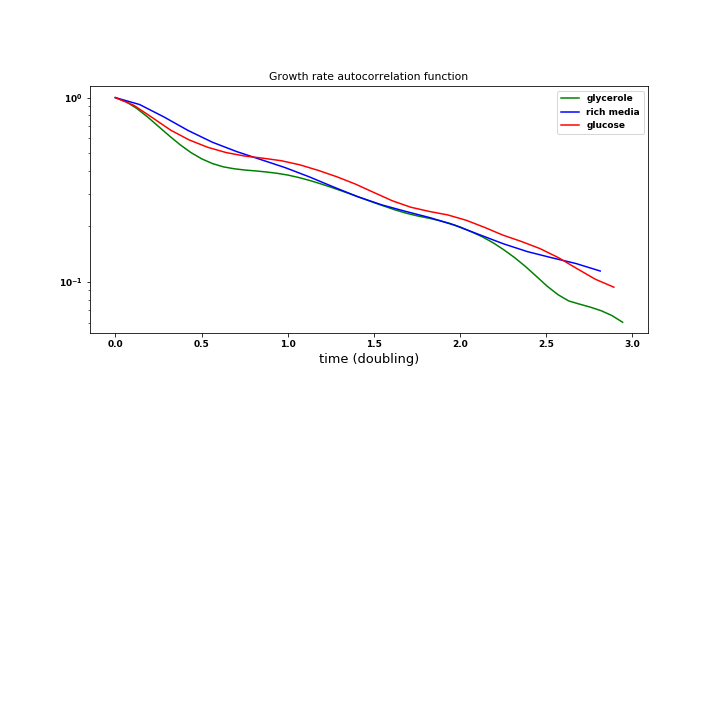 Growth rate autocorrelation function
10⁰
10⁻¹
glycerole
rich media
glucose
0.0 0.5 1.0 1.5 2.0 2.5 3.0
time (doubling)